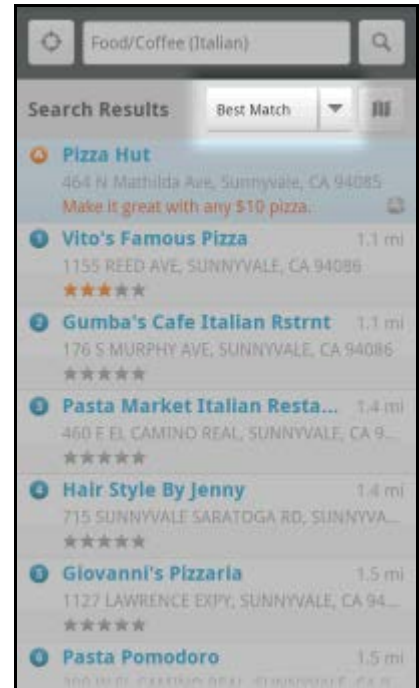 Food/Coffee (Italian)
Search Results
Best Match
A Pizza Hut
464 N Mathilda Ave, Sunnyvale, CA 94085
Make it great with any $10 pizza.
1 Vito's Famous Pizza 1.1 mi
1155 REED AVE, SUNNYVALE, CA 94086
2 Gumba's Cafe Italian Rstrnt 1.1 mi
176 S MURPHY AVE, SUNNYVALE, CA 94086
3 Pasta Market Italian Resta... 1.4 mi
460 E EL CAMINO REAL, SUNNYVALE, CA 9...
4 Hair Style By Jenny 1.4 mi
715 SUNNYVALE SARATOGA RD, SUNNYVA...
5 Giovanni's Pizzaria 1.5 mi
1127 LAWRENCE EXPY, SUNNYVALE, CA 94...
6 Pasta Pomodoro 1.5 mi